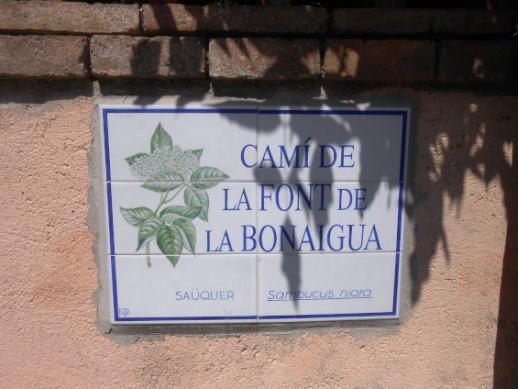 CAMÍ DE
LA FONT DE
LA BONAIGUA
SAÜQUER Sambucus nigra